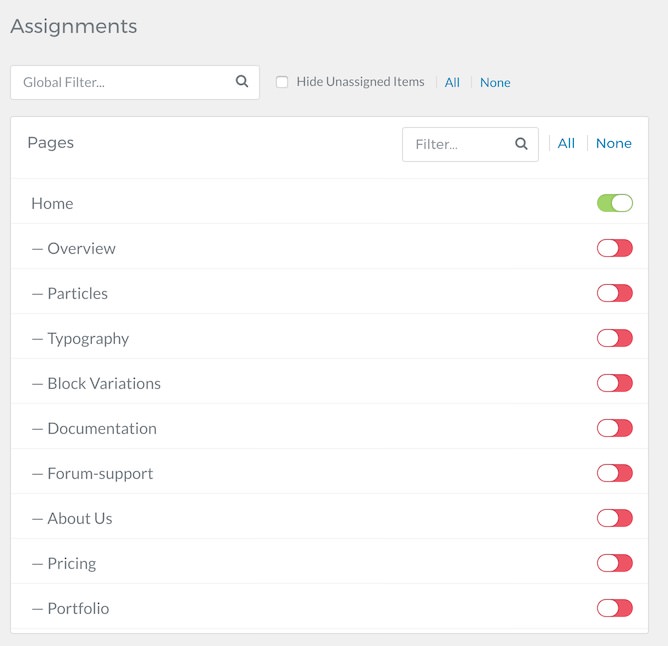 Assignments
Global Filter... Hide Unassigned Items All None
Pages Filter... All None
Home
— Overview
— Particles
— Typography
— Block Variations
— Documentation
— Forum-support
— About Us
— Pricing
— Portfolio